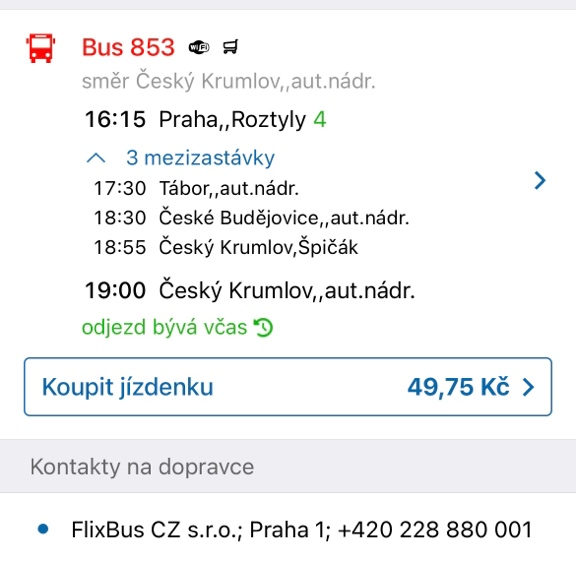 Bus 853 WiFi
směr Český Krumlov,,aut.nádr.
16:15 Praha,,Roztyly 4
3 mezizastávky
17:30 Tábor,,aut.nádr.
18:30 České Budějovice,,aut.nádr.
18:55 Český Krumlov,Špičák
19:00 Český Krumlov,,aut.nádr.
odjezd bývá včas
Koupit jízdenku 49,75 Kč
Kontakty na dopravce
FlixBus CZ s.r.o.; Praha 1; +420 228 880 001